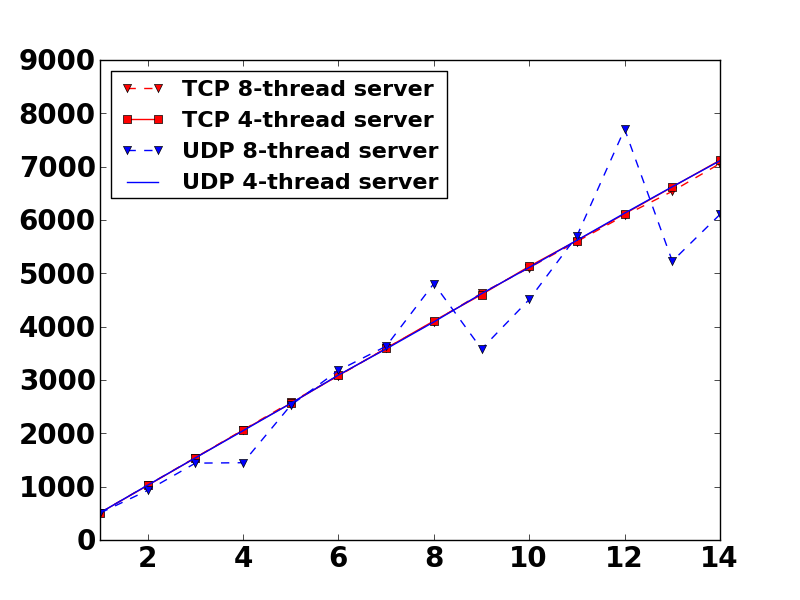 9000
8000
7000
6000
5000
4000
3000
2000
1000
0
TCP 8-thread server
TCP 4-thread server
UDP 8-thread server
UDP 4-thread server
2 4 6 8 10 12 14